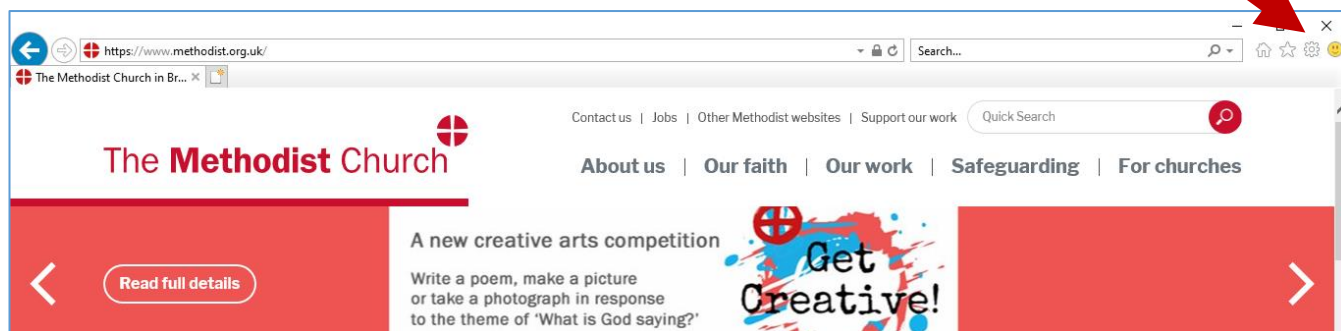 https://www.methodist.org.uk/
Search...
The Methodist Church in Br...
Contact us | Jobs | Other Methodist websites | Support our work
Quick Search
The Methodist Church
About us | Our faith | Our work | Safeguarding | For churches
Read full details
A new creative arts competition
Write a poem, make a picture
or take a photograph in response
to the theme of 'What is God saying?'
Get
Creative!